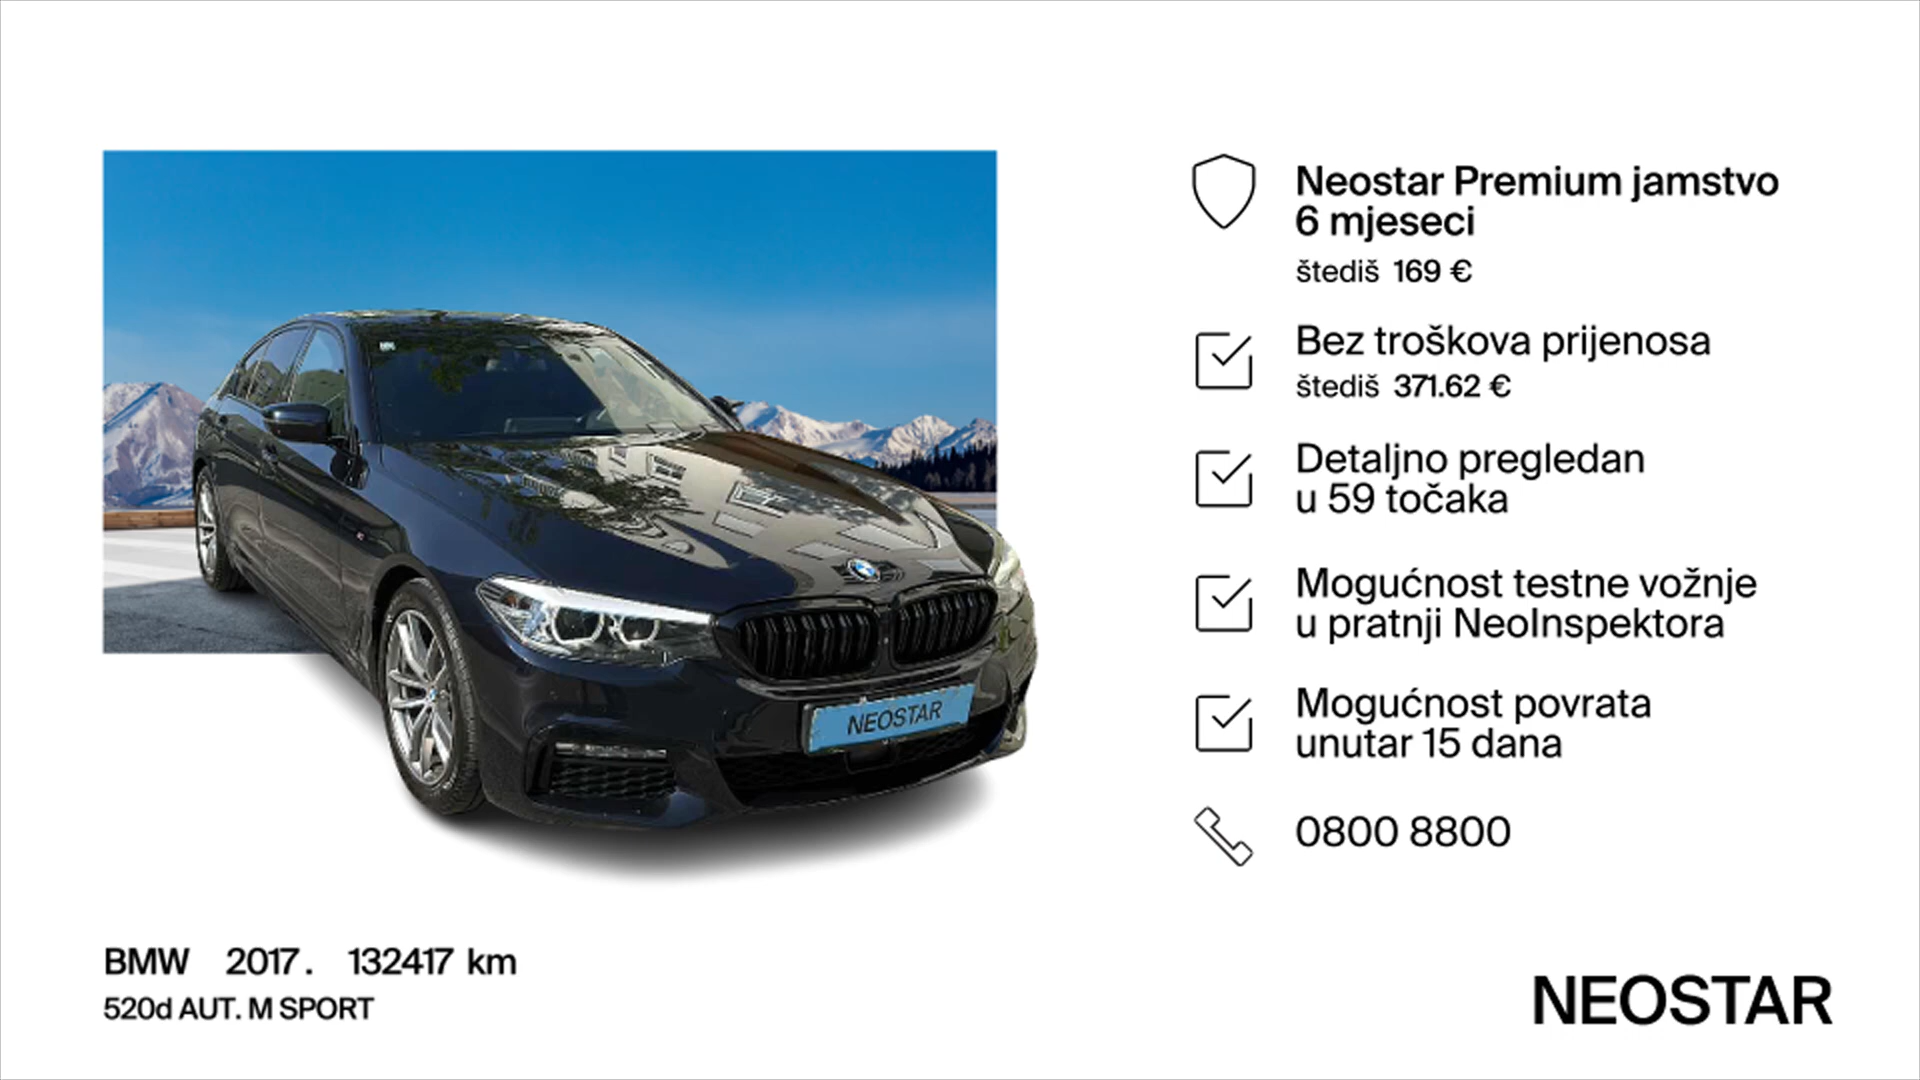 Neostar Premium jamstvo
6 mjeseci
štediš 169 €
Bez troškova prijenosa
štediš 371.62 €
Detaljno pregledan
u 59 točaka
Mogućnost testne vožnje
u pratnji NeoInspektora
Mogućnost povrata
unutar 15 dana
0800 8800
NEOSTAR
BMW 2017. 132417 km
520d AUT. M SPORT
NEOSTAR